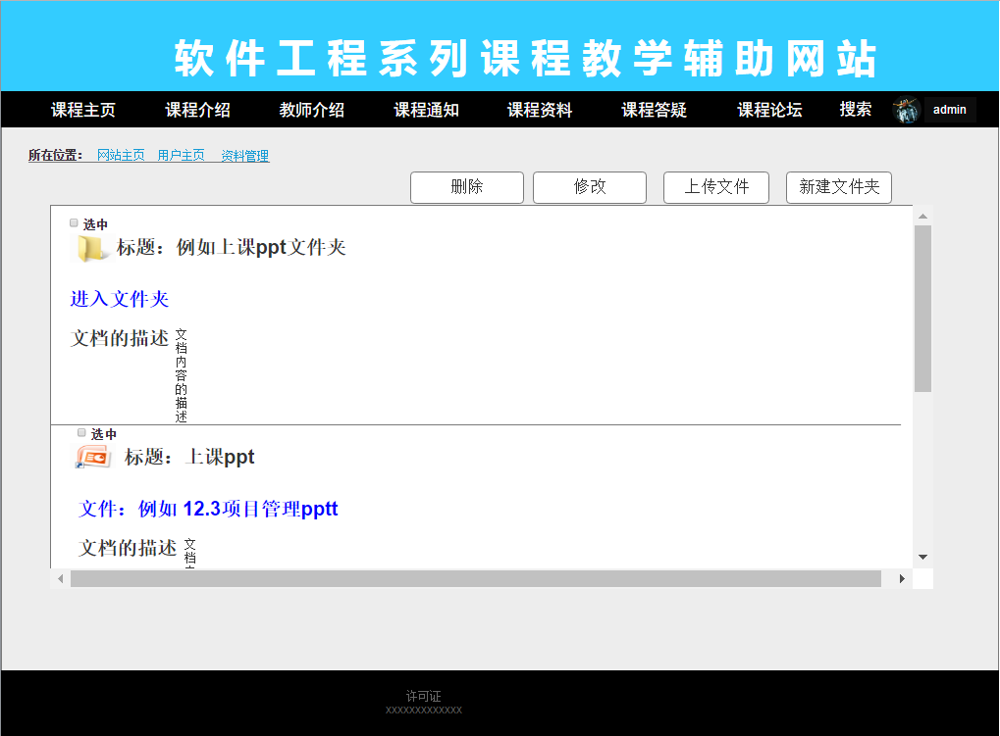 软件工程系列课程教学辅助网站
课程主页 课程介绍 教师介绍 课程通知 课程资料 课程答疑 课程论坛 搜索 admin
所在位置： 网站主页 用户主页 资料管理
删除 修改 上传文件 新建文件夹
选中
标题：例如上课ppt文件夹
进入文件夹
文档的描述
文
档
内
容
的
描
述
选中
标题：上课ppt
文件：例如 12.3项目管理pptt
文档的描述
文
档
许可证
xxxxxxxxxxxxx